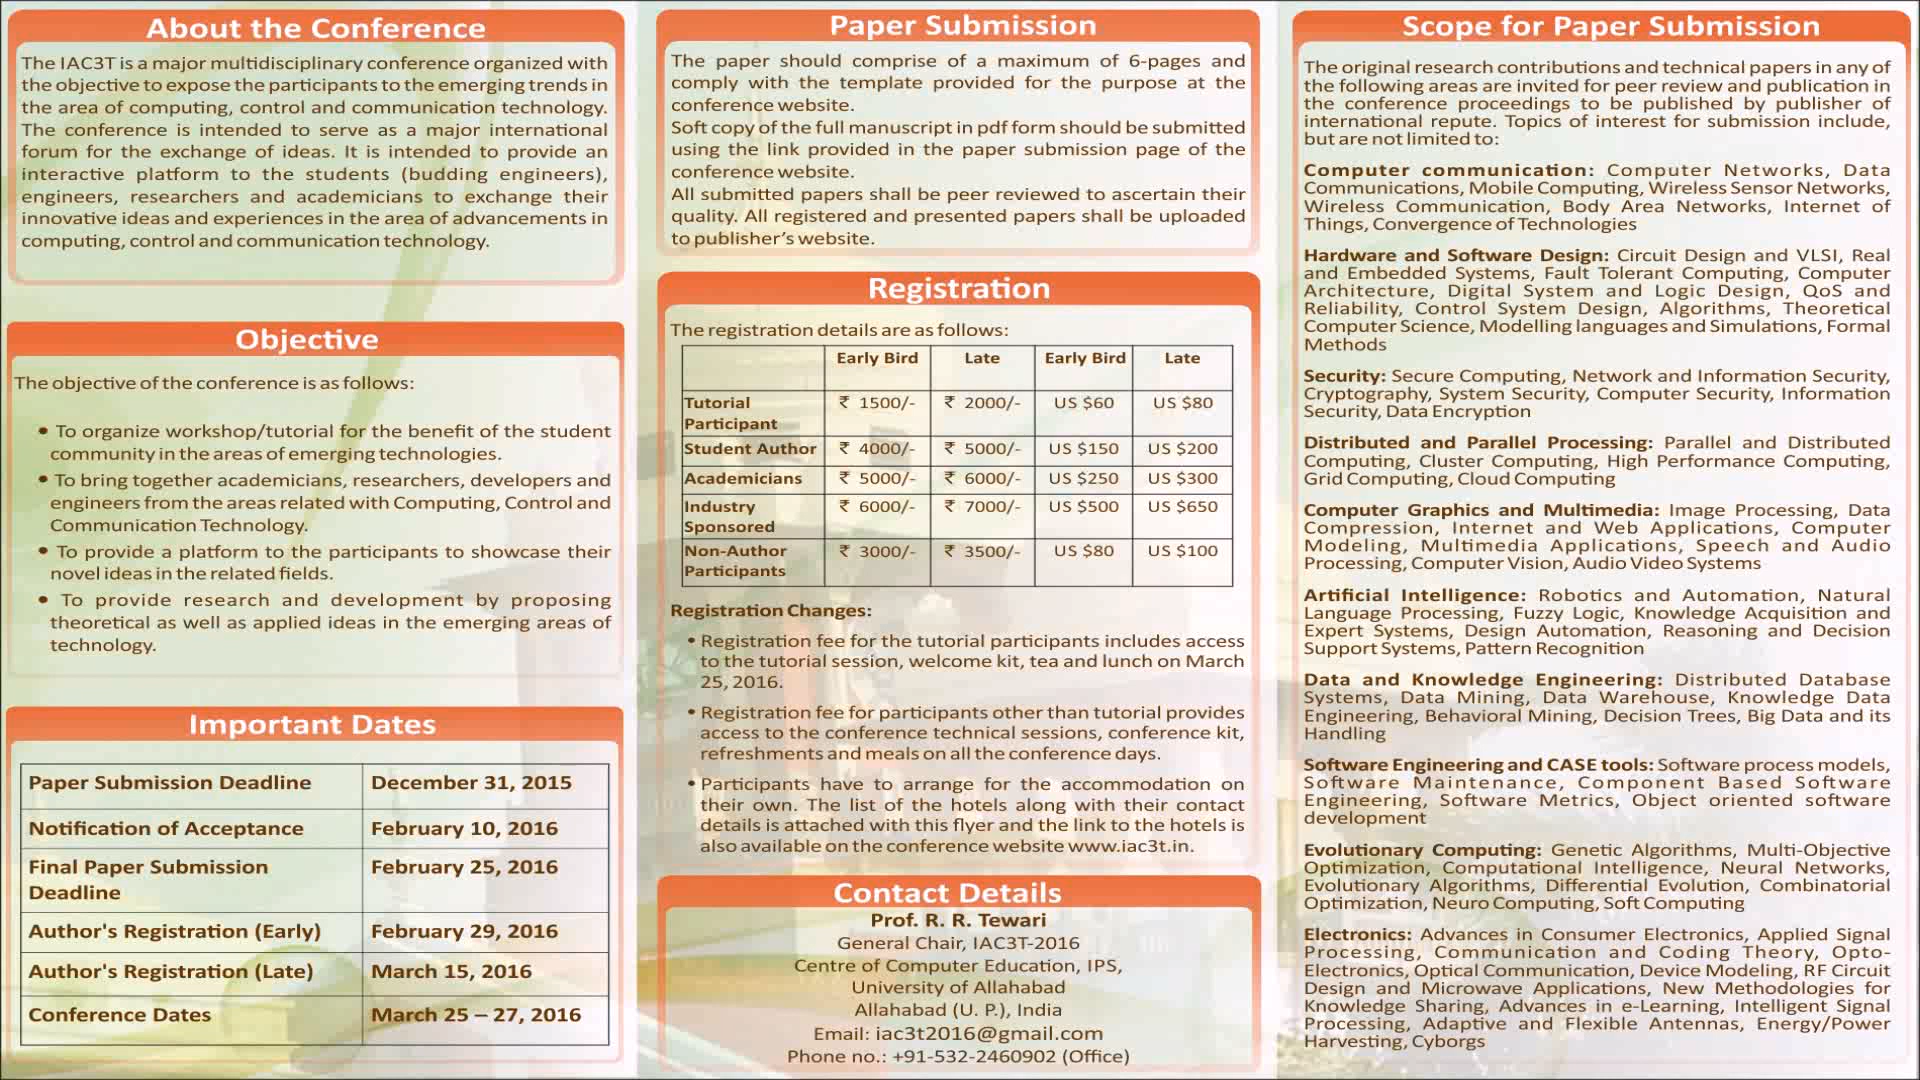 About the Conference
The IAC3T is a major multidisciplinary conference organized with
the objective to expose the participants to the emerging trends in
the area of computing, control and communication technology.
The conference is intended to serve as a major international
forum for the exchange of ideas. It is intended to provide an
interactive platform to the students (budding engineers),
engineers, researchers and academicians to exchange their
innovative ideas and experiences in the area of advancements in
computing, control and communication technology.
Objective
The objective of the conference is as follows:
• To organize workshop/tutorial for the benefit of the student
community in the areas of emerging technologies.
• To bring together academicians, researchers, developers and
engineers from the areas related with Computing, Control and
Communication Technology.
• To provide a platform to the participants to showcase their
novel ideas in the related fields.
• To provide research and development by proposing
theoretical as well as applied ideas in the emerging areas of
technology.
Important Dates
Paper Submission Deadline December 31, 2015
Notification of Acceptance February 10, 2016
Final Paper Submission February 25, 2016
Deadline
Author's Registration (Early) February 29, 2016
Author's Registration (Late) March 15, 2016
Conference Dates March 25 – 27, 2016
Paper Submission
The paper should comprise of a maximum of 6-pages and
comply with the template provided for the purpose at the
conference website.
Soft copy of the full manuscript in pdf form should be submitted
using the link provided in the paper submission page of the
conference website.
All submitted papers shall be peer reviewed to ascertain their
quality. All registered and presented papers shall be uploaded
to publisher's website.
Registration
The registration details are as follows:
Early Bird Late Early Bird Late
Tutorial ₹ 1500/- ₹ 2000/- US $60 US $80
Participant
Student Author ₹ 4000/- ₹ 5000/- US $150 US $200
Academicians ₹ 5000/- ₹ 6000/- US $250 US $300
Industry ₹ 6000/- ₹ 7000/- US $500 US $650
Sponsored
Non-Author ₹ 3000/- ₹ 3500/- US $80 US $100
Participants
Registration Changes:
• Registration fee for the tutorial participants includes access
to the tutorial session, welcome kit, tea and lunch on March
25, 2016.
• Registration fee for participants other than tutorial provides
access to the conference technical sessions, conference kit,
refreshments and meals on all the conference days.
• Participants have to arrange for the accommodation on
their own. The list of the hotels along with their contact
details is attached with this flyer and the link to the hotels is
also available on the conference website www.iac3t.in.
Contact Details
Prof. R. R. Tewari
General Chair, IAC3T-2016
Centre of Computer Education, IPS,
University of Allahabad
Allahabad (U. P.), India
Email: iac3t2016@gmail.com
Phone no.: +91-532-2460902 (Office)
Scope for Paper Submission
The original research contributions and technical papers in any of
the following areas are invited for peer review and publication in
the conference proceedings to be published by publisher of
international repute. Topics of interest for submission include,
but are not limited to:
Computer communication: Computer Networks, Data
Communications, Mobile Computing, Wireless Sensor Networks,
Wireless Communication, Body Area Networks, Internet of
Things, Convergence of Technologies
Hardware and Software Design: Circuit Design and VLSI, Real
and Embedded Systems, Fault Tolerant Computing, Computer
Architecture, Digital System and Logic Design, QoS and
Reliability, Control System Design, Algorithms, Theoretical
Computer Science, Modelling languages and Simulations, Formal
Methods
Security: Secure Computing, Network and Information Security,
Cryptography, System Security, Computer Security, Information
Security, Data Encryption
Distributed and Parallel Processing: Parallel and Distributed
Computing, Cluster Computing, High Performance Computing,
Grid Computing, Cloud Computing
Computer Graphics and Multimedia: Image Processing, Data
Compression, Internet and Web Applications, Computer
Modeling, Multimedia Applications, Speech and Audio
Processing, Computer Vision, Audio Video Systems
Artificial Intelligence: Robotics and Automation, Natural
Language Processing, Fuzzy Logic, Knowledge Acquisition and
Expert Systems, Design Automation, Reasoning and Decision
Support Systems, Pattern Recognition
Data and Knowledge Engineering: Distributed Database
Systems, Data Mining, Data Warehouse, Knowledge Data
Engineering, Behavioral Mining, Decision Trees, Big Data and its
Handling
Software Engineering and CASE tools: Software process models,
Software Maintenance, Component Based Software
Engineering, Software Metrics, Object oriented software
development
Evolutionary Computing: Genetic Algorithms, Multi-Objective
Optimization, Computational Intelligence, Neural Networks,
Evolutionary Algorithms, Differential Evolution, Combinatorial
Optimization, Neuro Computing, Soft Computing
Electronics: Advances in Consumer Electronics, Applied Signal
Processing, Communication and Coding Theory, Opto-
Electronics, Optical Communication, Device Modeling, RF Circuit
Design and Microwave Applications, New Methodologies for
Knowledge Sharing, Advances in e-Learning, Intelligent Signal
Processing, Adaptive and Flexible Antennas, Energy/Power
Harvesting, Cyborgs